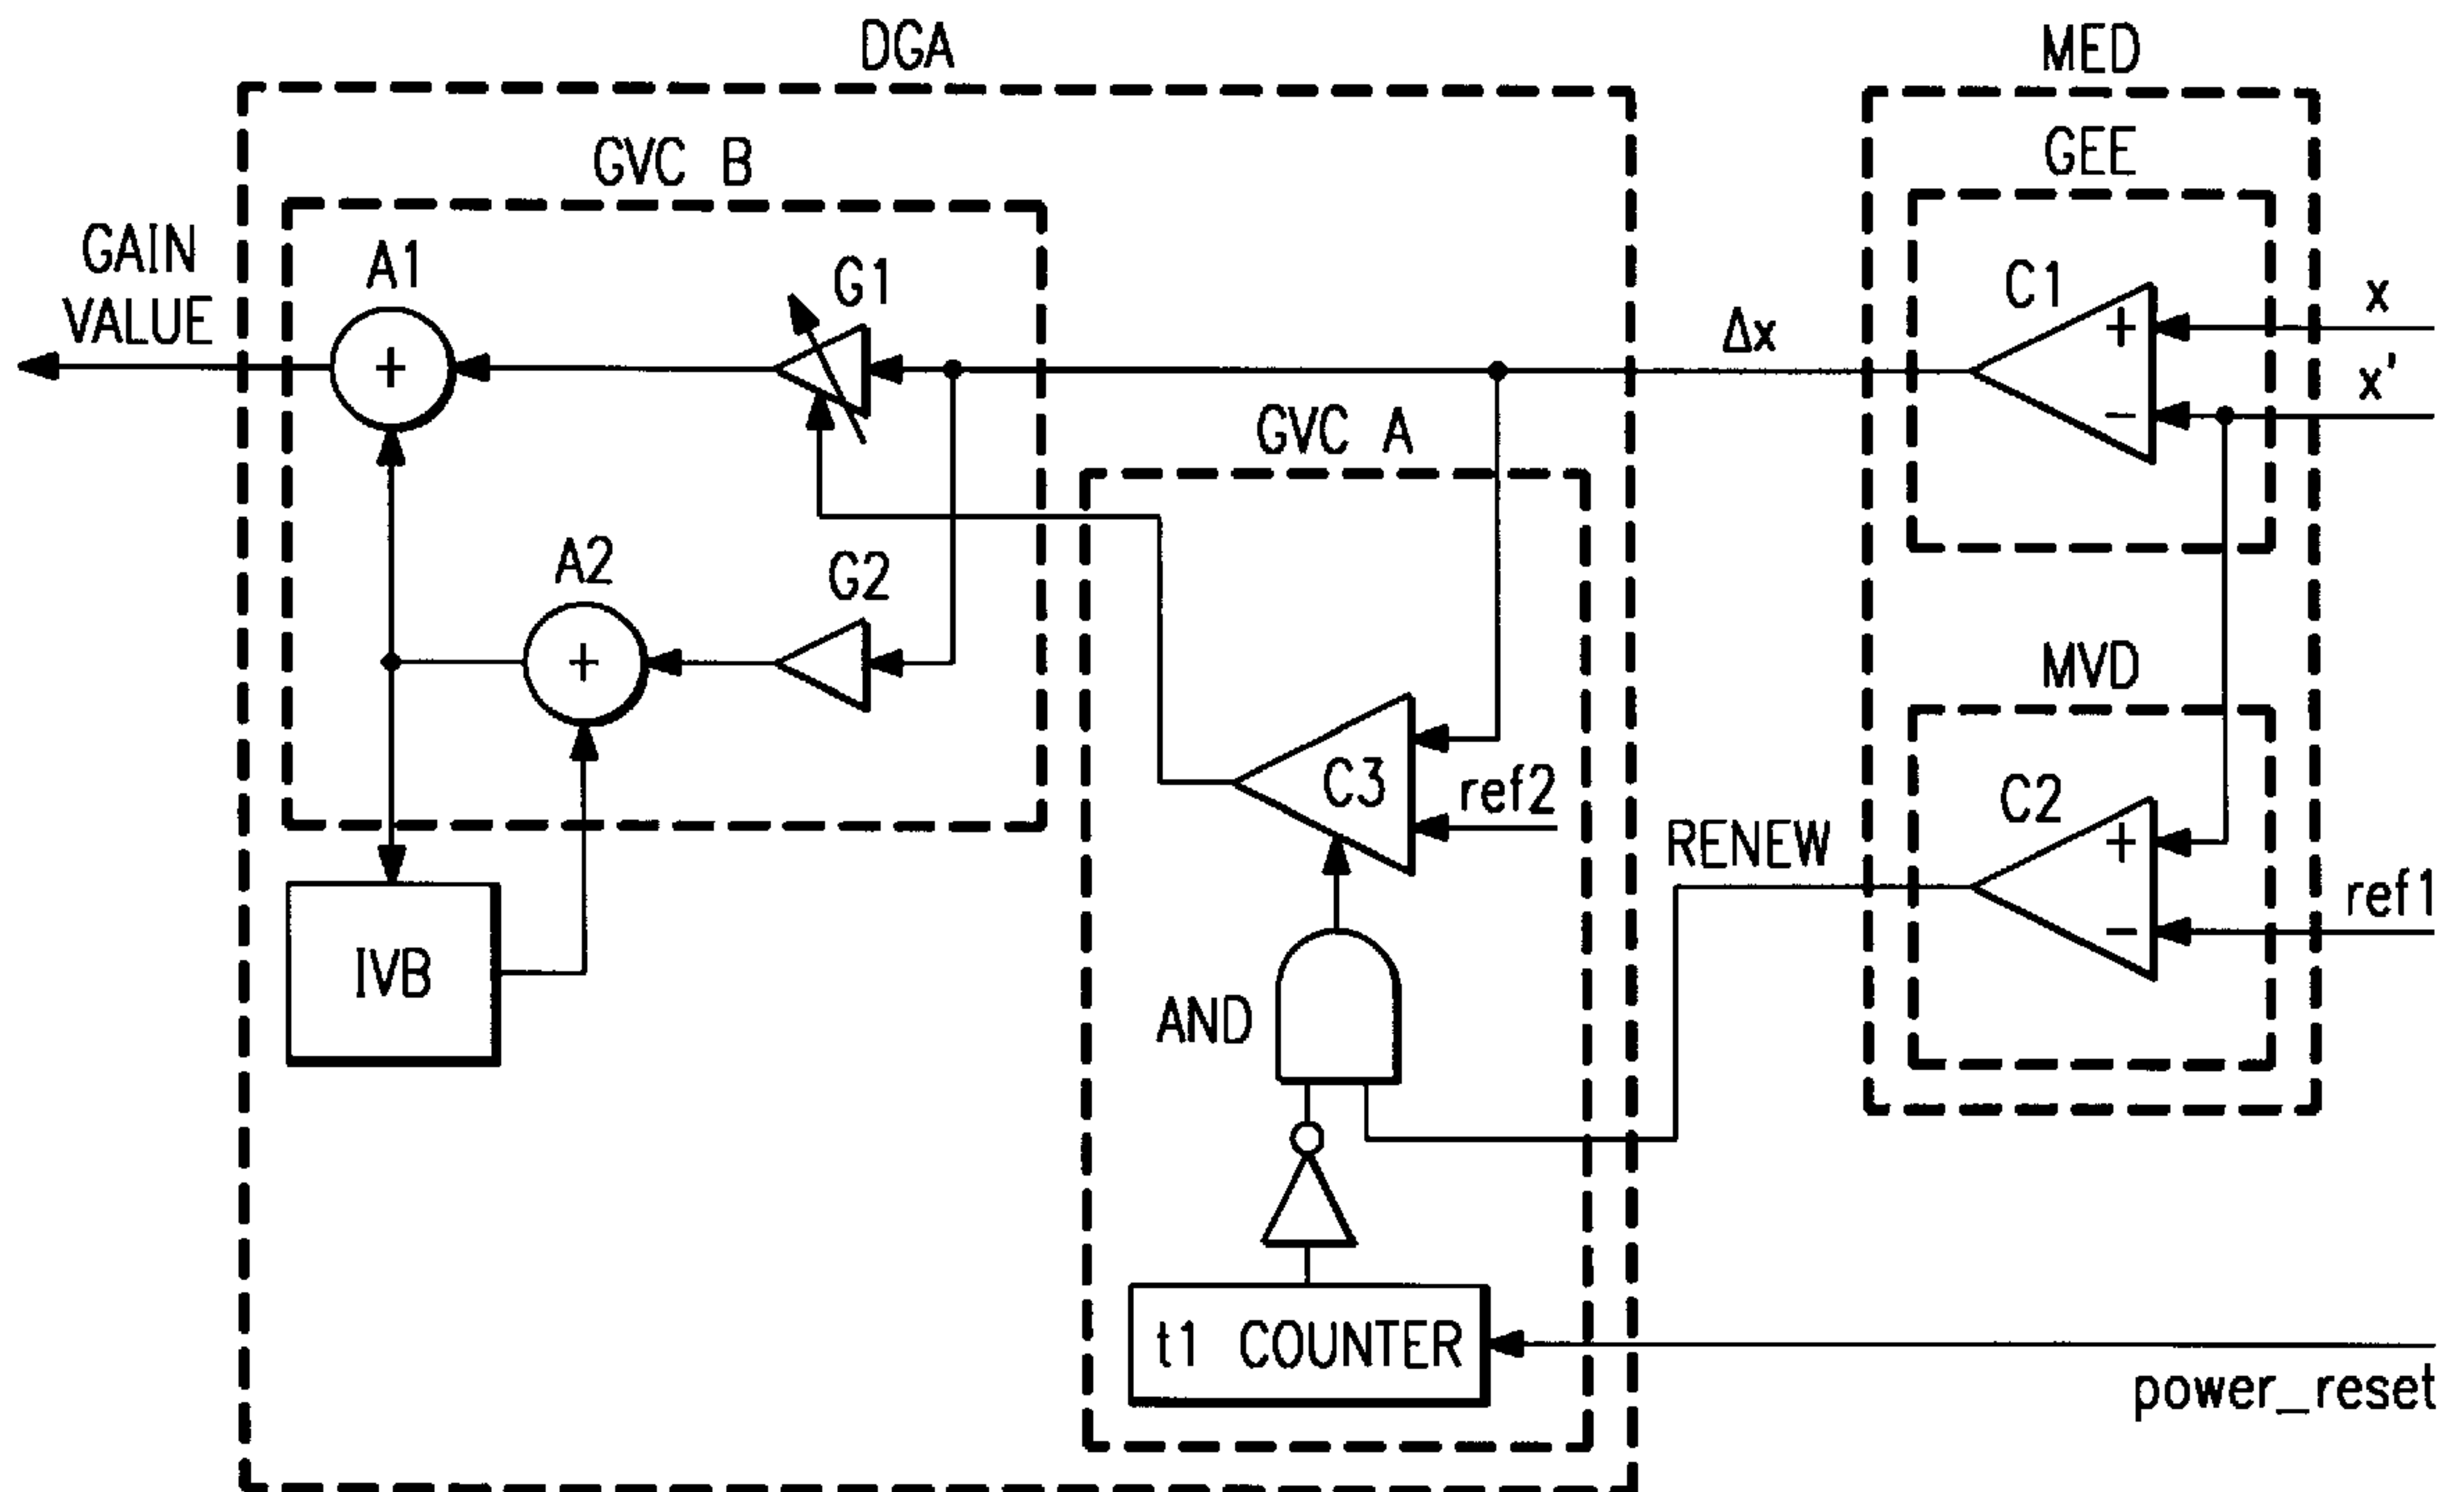 DGA
MED
GVC B
GEE
GAIN
VALUE
A1
G1
C1
+
x
Δx
+
x'
−
GVC A
A2
G2
MVD
+
C3
ref2
C2
RENEW
+
ref1
−
IVB
AND
t1 COUNTER
power_reset